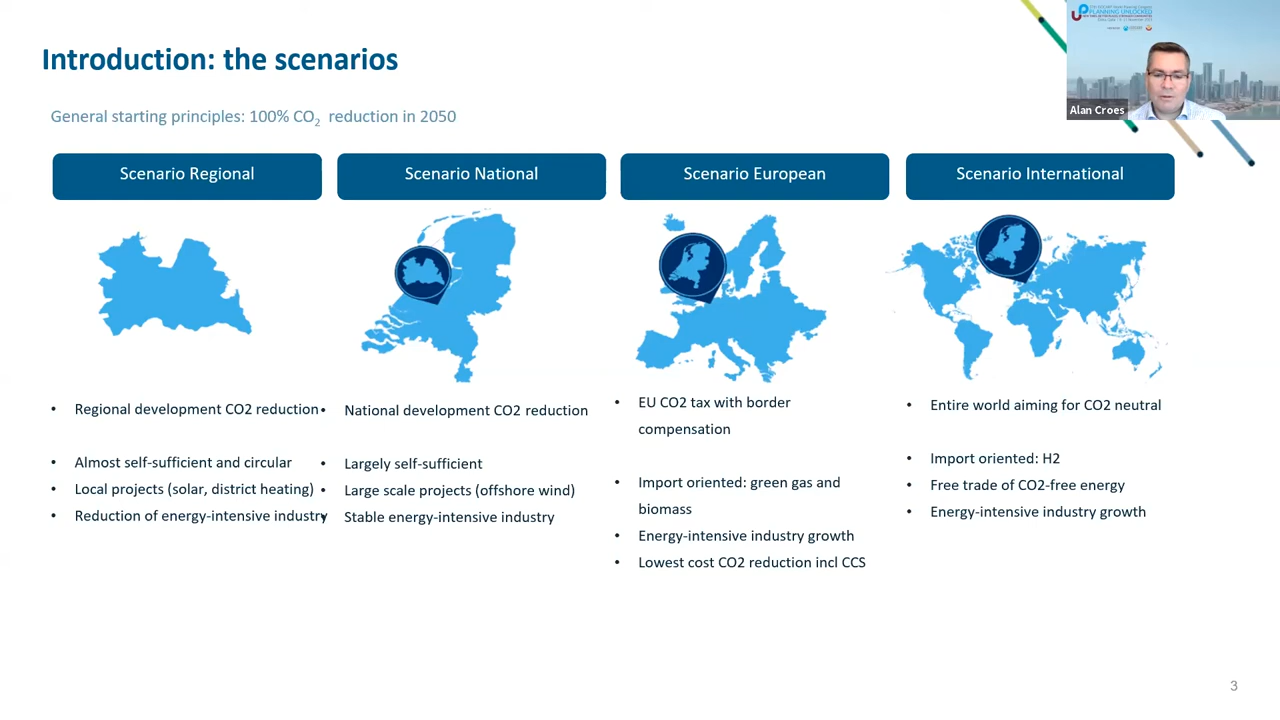 Introduction: the scenarios
General starting principles: 100% CO2 reduction in 2050
PLANNING UNLOCKED
Alan Croes
Scenario Regional
Scenario National
Scenario European
Scenario International
• Regional development CO2 reduction
• Almost self-sufficient and circular
• Local projects (solar, district heating)
• Reduction of energy-intensive industry
• National development CO2 reduction
• Largely self-sufficient
• Large scale projects (offshore wind)
• Stable energy-intensive industry
• EU CO2 tax with border
compensation
• Import oriented: green gas and
biomass
• Energy-intensive industry growth
• Lowest cost CO2 reduction incl CCS
• Entire world aiming for CO2 neutral
• Import oriented: H2
• Free trade of CO2-free energy
• Energy-intensive industry growth
3